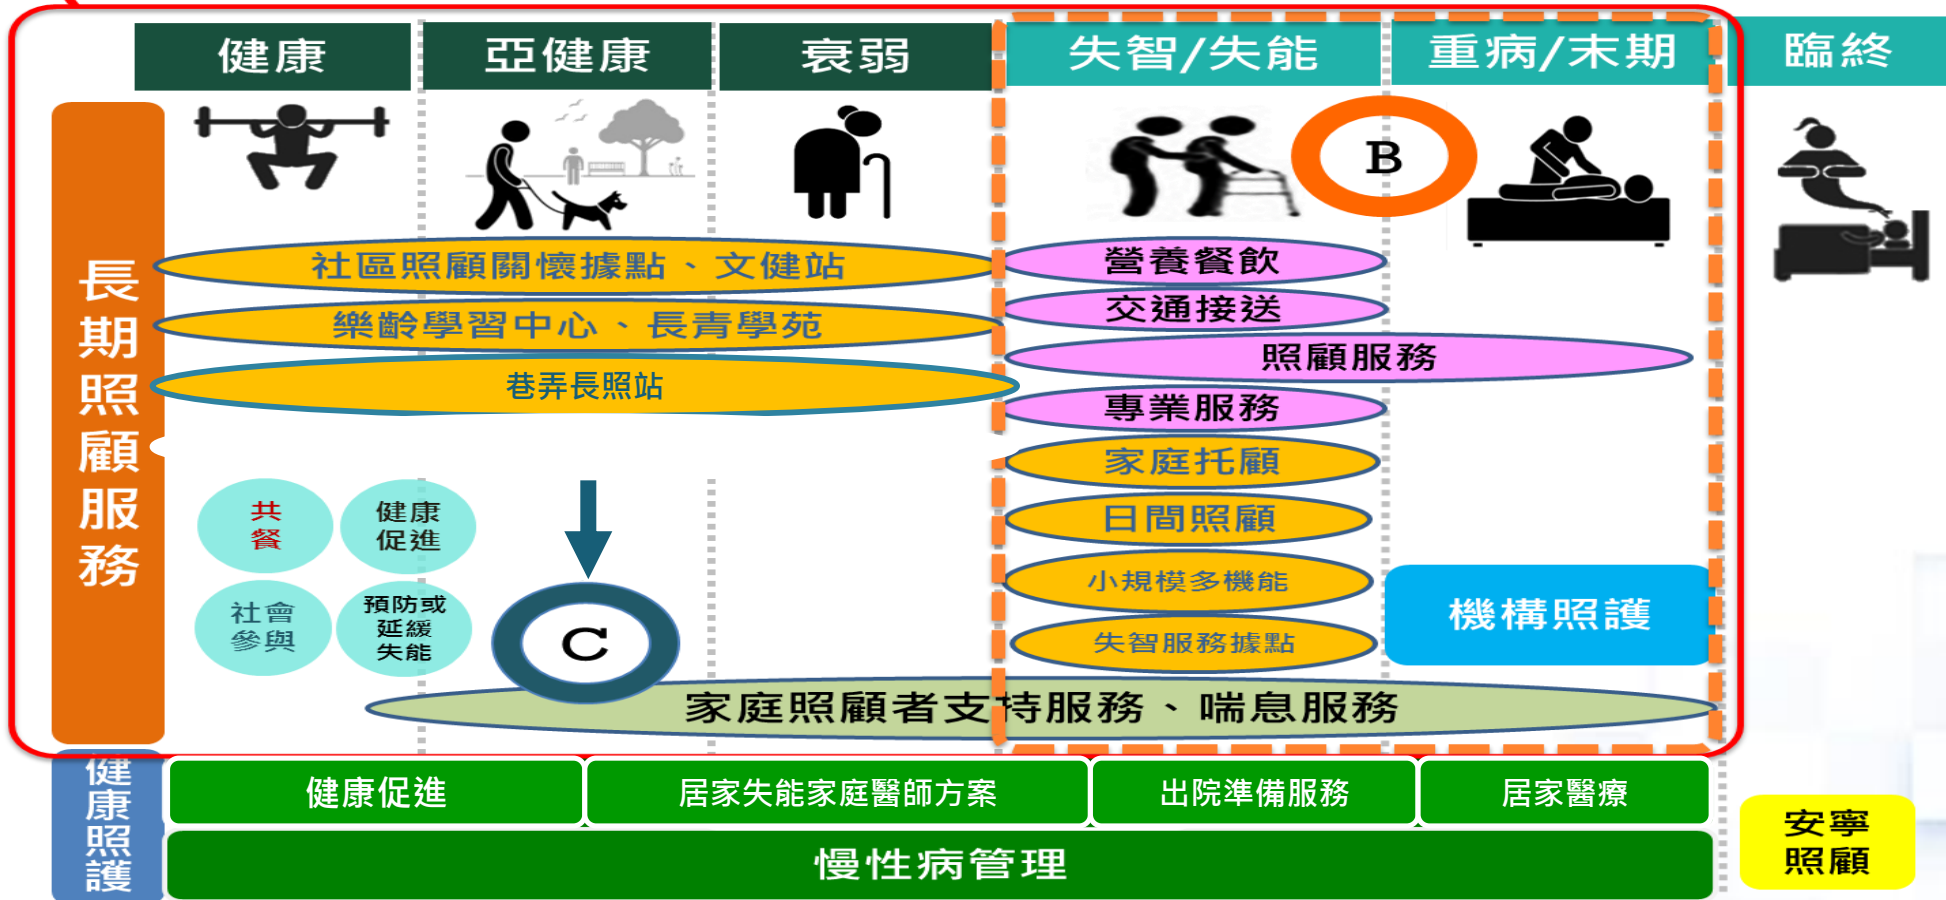 健康
亞健康
衰弱
失智/失能
重病/末期
臨終
B
長期照顧服務
社區照顧關懷據點、文健站
樂齡學習中心、長青學苑
巷弄長照站
營養餐飲
交通接送
照顧服務
專業服務
家庭托顧
日間照顧
小規模多機能
失智服務據點
機構照護
共
餐
健康
促進
社會
參與
預防或
延緩
失能
C
家庭照顧者支持服務、喘息服務
健康照護
健康促進
居家失能家庭醫師方案
出院準備服務
居家醫療
慢性病管理
安寧
照顧